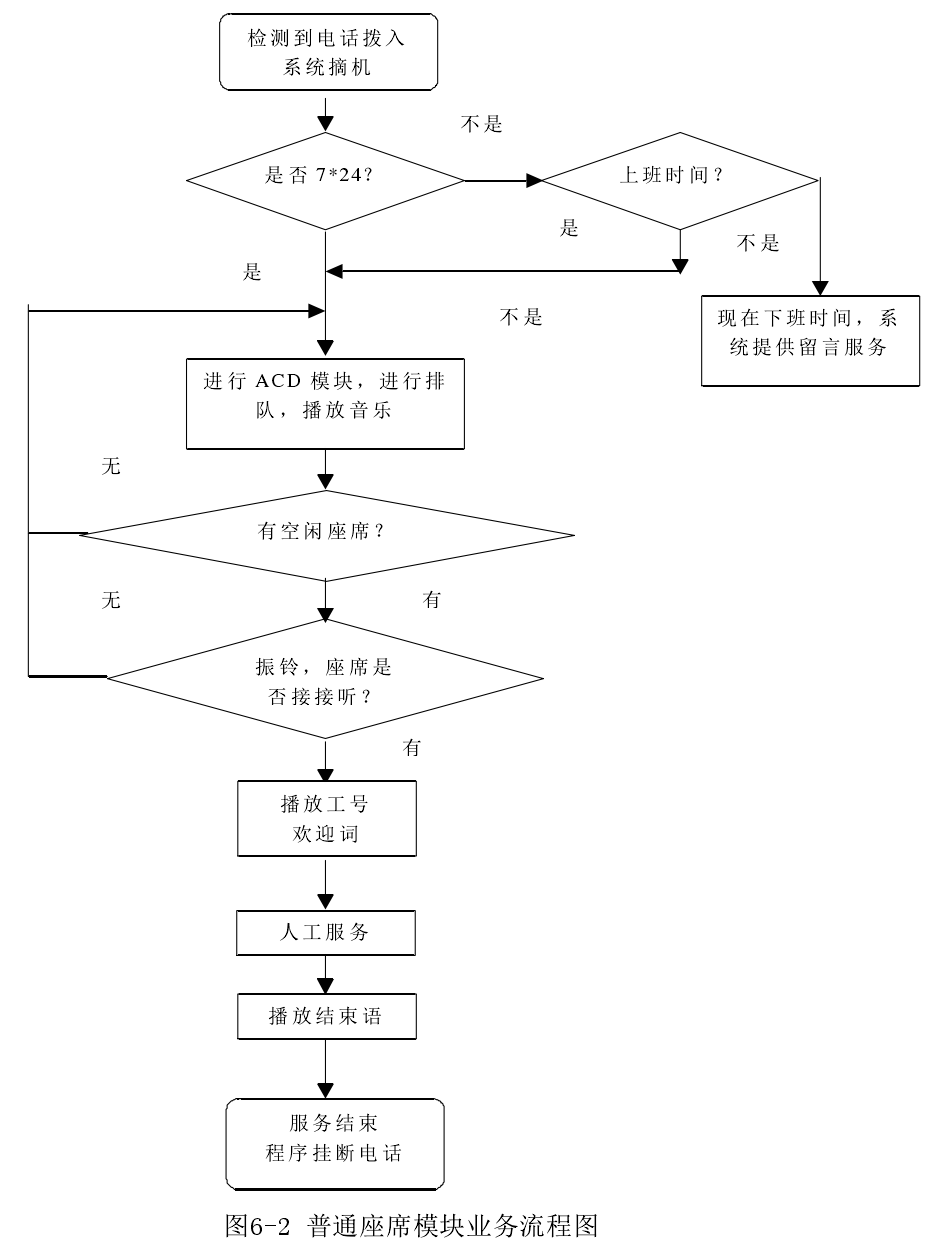 检测到电话拨入
系统摘机
不是
是否 7*24？
上班时间？
是
不是
是
不是
现在下班时间，系
统提供留言服务
进行 ACD 模块，进行排
队，播放音乐
无
有空闲座席？
无
有
振铃，座席是
否接接听？
有
播放工号
欢迎词
人工服务
播放结束语
服务结束
程序挂断电话
图6-2 普通座席模块业务流程图